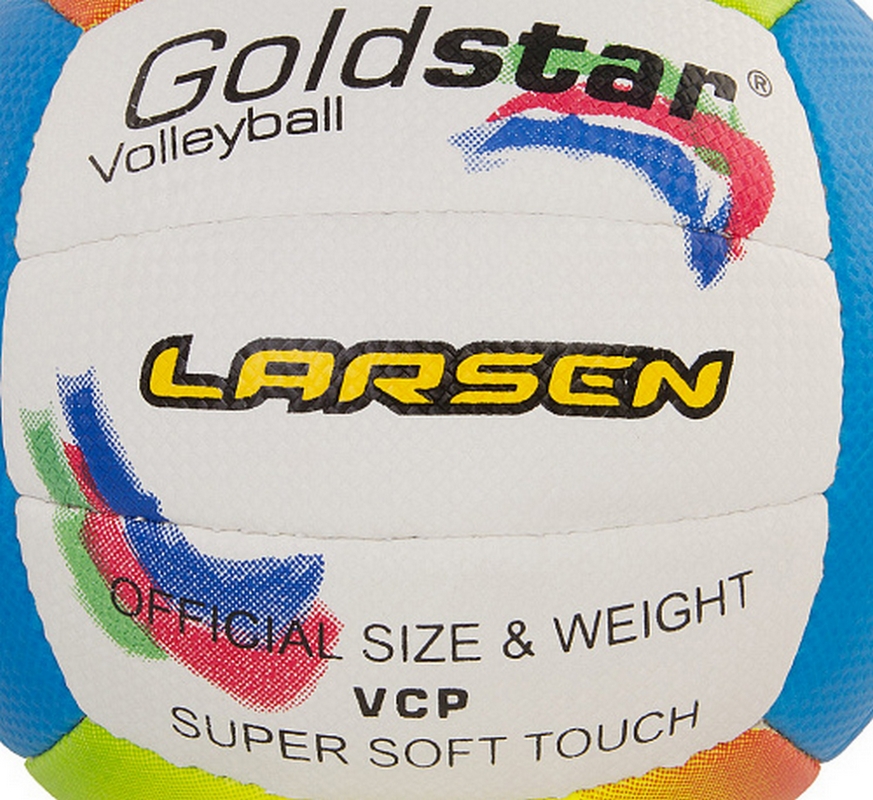 Goldstar®
Volleyball
LARSEN
OFFICIAL SIZE & WEIGHT
VCP
SUPER SOFT TOUCH